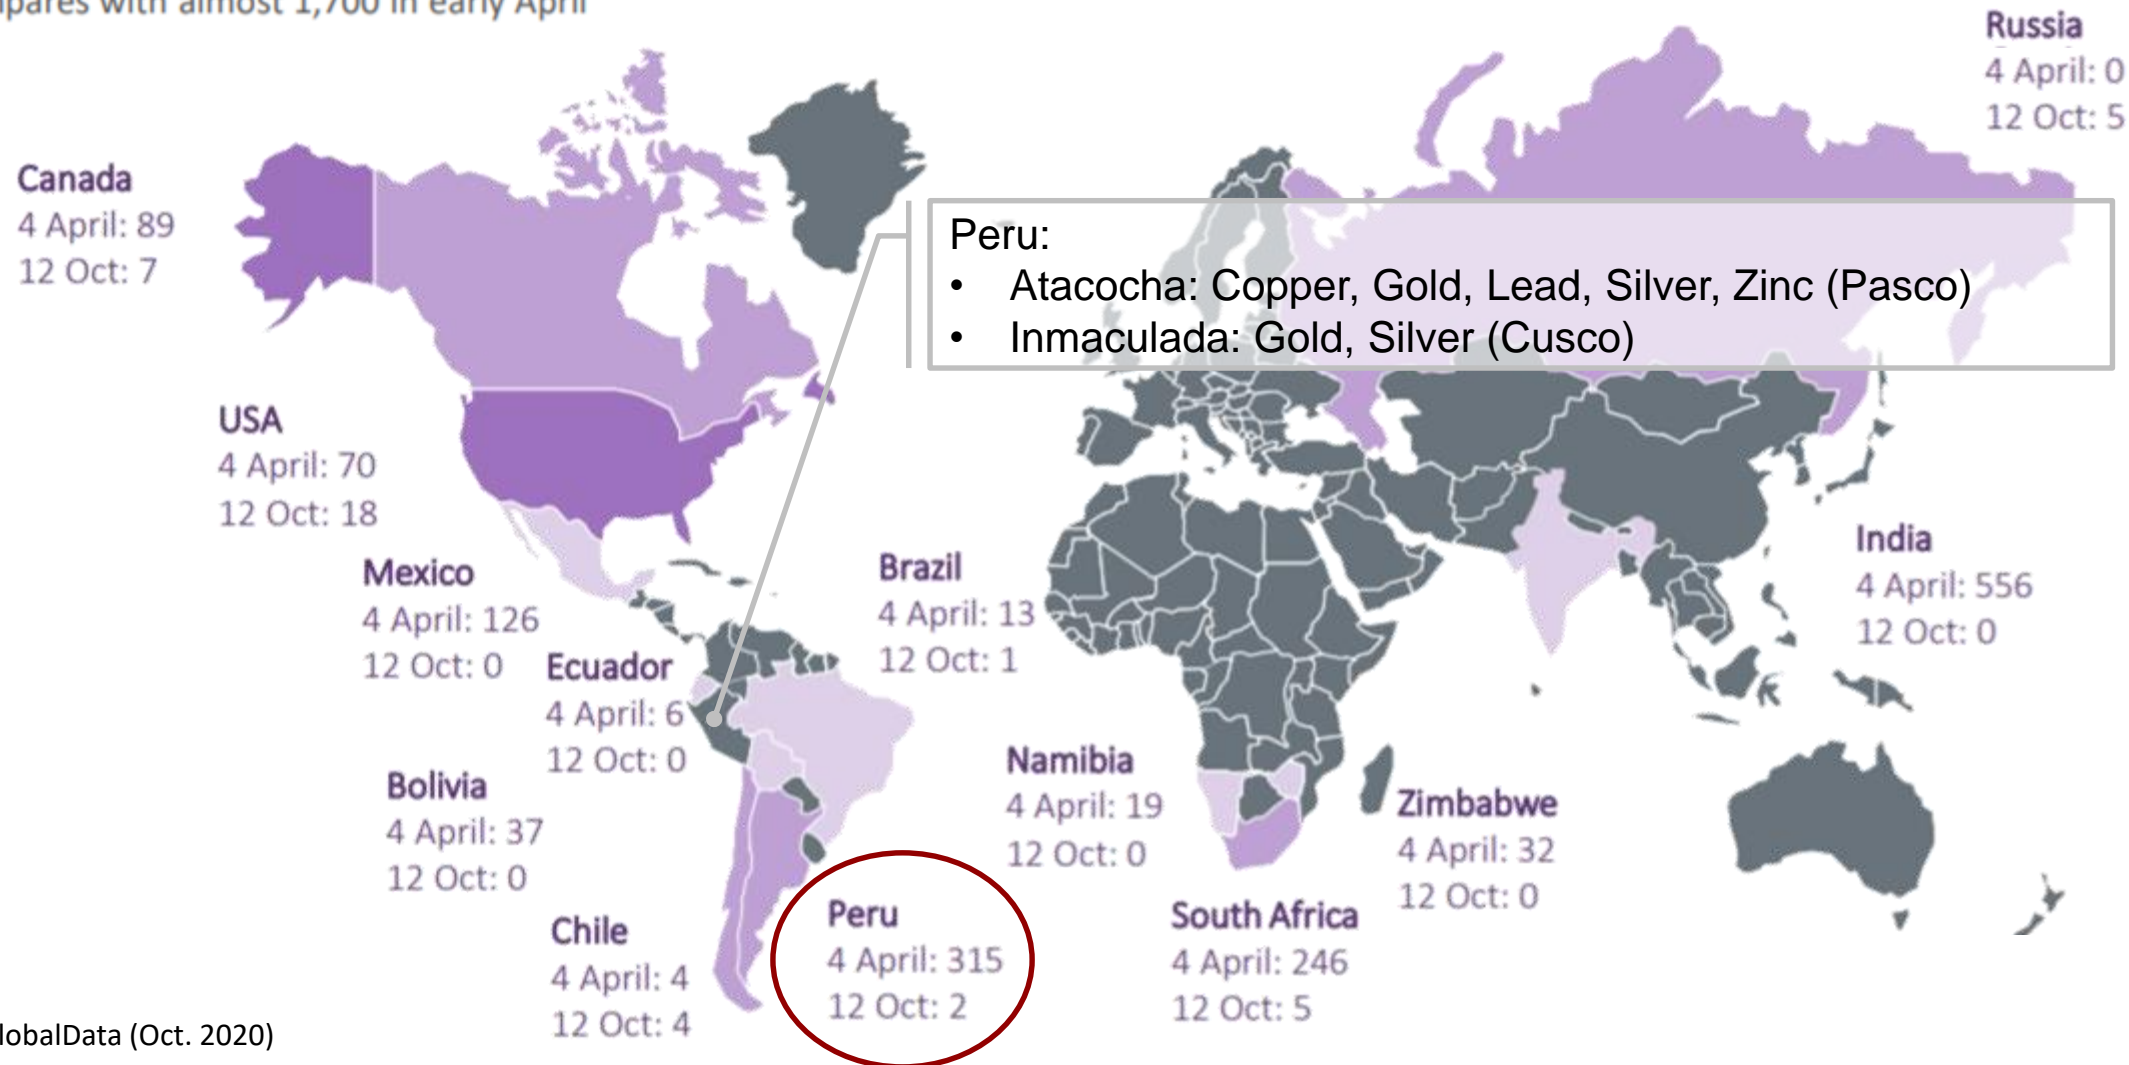 with almost 1,700 in early April
Russia
4 April: 0
12 Oct: 5
Canada
4 April: 89
12 Oct: 7
Peru:
• Atacocha: Copper, Gold, Lead, Silver, Zinc (Pasco)
• Inmaculada: Gold, Silver (Cusco)
USA
4 April: 70
12 Oct: 18
Mexico
4 April: 126
12 Oct: 0
Brazil
4 April: 13
12 Oct: 1
India
4 April: 556
12 Oct: 0
Ecuador
4 April: 6
12 Oct: 0
Bolivia
4 April: 37
12 Oct: 0
Namibia
4 April: 19
12 Oct: 0
Zimbabwe
4 April: 32
12 Oct: 0
Chile
4 April: 4
12 Oct: 4
Peru
4 April: 315
12 Oct: 2
South Africa
4 April: 246
12 Oct: 5
lobalData (Oct. 2020)